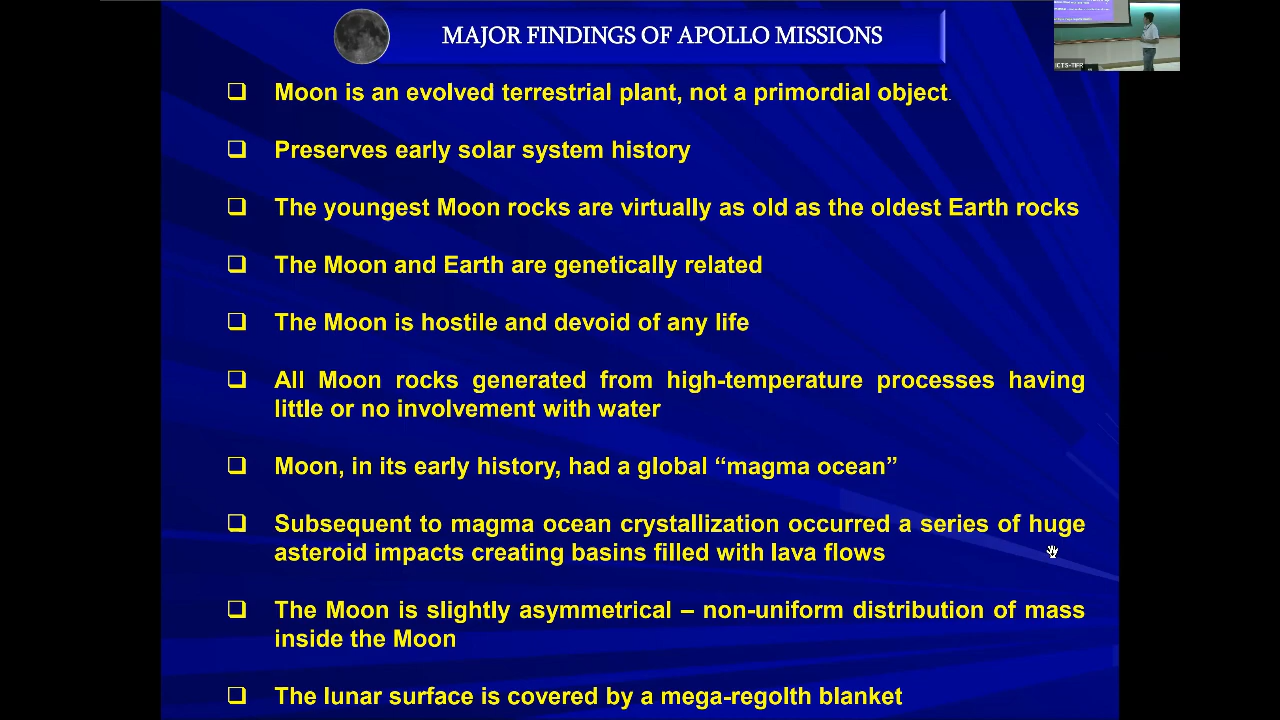 MAJOR FINDINGS OF APOLLO MISSIONS
ICTS-TIFR
Moon is an evolved terrestrial plant, not a primordial object.
Preserves early solar system history
The youngest Moon rocks are virtually as old as the oldest Earth rocks
The Moon and Earth are genetically related
The Moon is hostile and devoid of any life
All Moon rocks generated from high-temperature processes having
little or no involvement with water
Moon, in its early history, had a global “magma ocean”
Subsequent to magma ocean crystallization occurred a series of huge
asteroid impacts creating basins filled with lava flows
The Moon is slightly asymmetrical – non-uniform distribution of mass
inside the Moon
The lunar surface is covered by a mega-regolth blanket